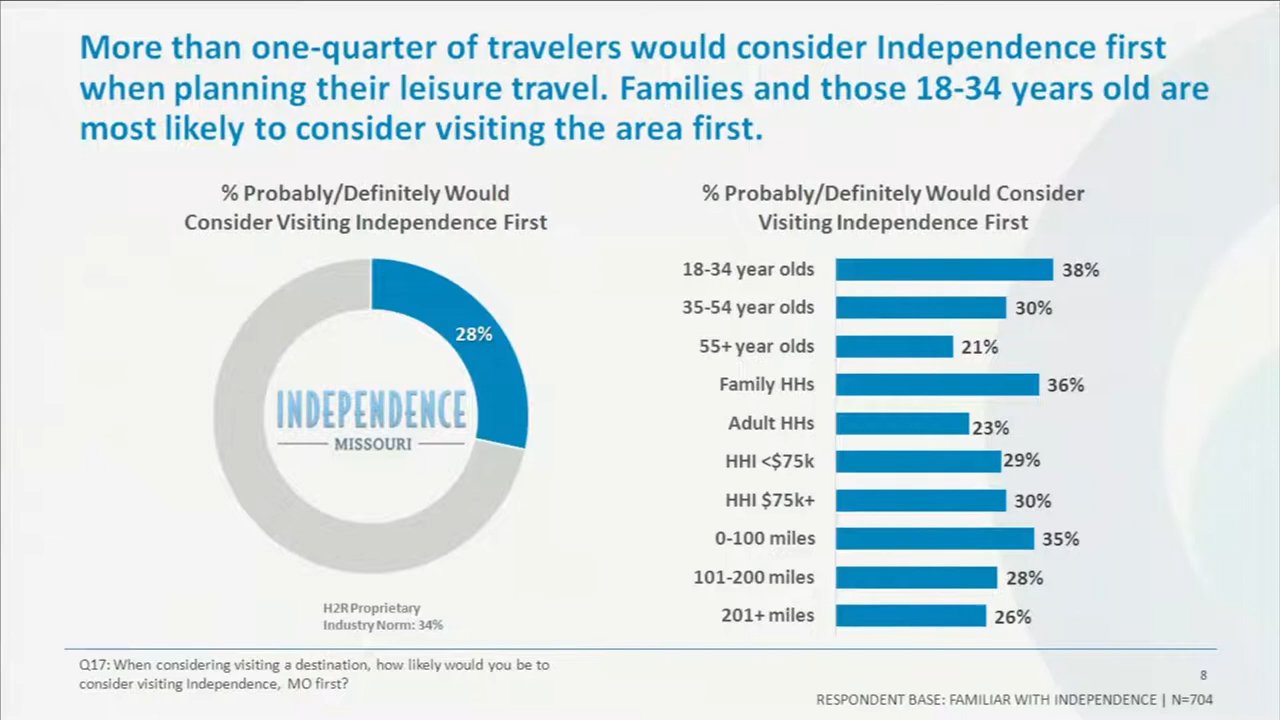 More than one-quarter of travelers would consider Independence first
when planning their leisure travel. Families and those 18-34 years old are
most likely to consider visiting the area first.
% Probably/Definitely Would
Consider Visiting Independence First
28%
INDEPENDENCE
MISSOURI
H2R Proprietary
Industry Norm: 34%
% Probably/Definitely Would Consider
Visiting Independence First
18-34 year olds 38%
35-54 year olds 30%
55+ year olds 21%
Family HHs 36%
Adult HHs 23%
HHI <$75k 29%
HHI $75k+ 30%
0-100 miles 35%
101-200 miles 28%
201+ miles 26%
Q17: When considering visiting a destination, how likely would you be to
consider visiting Independence, MO first?
8
RESPONDENT BASE: FAMILIAR WITH INDEPENDENCE | N=704